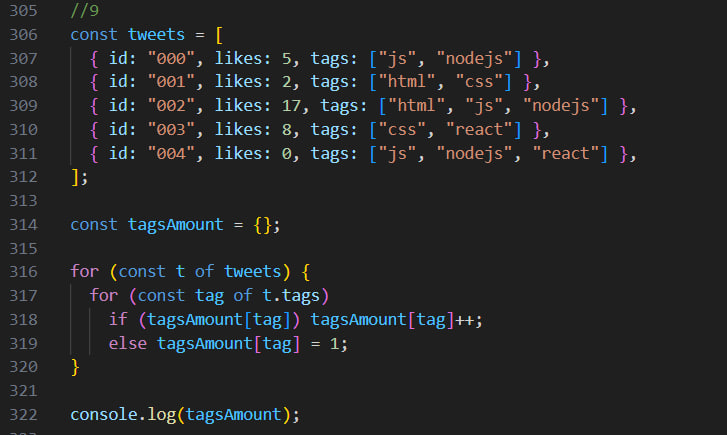 305 //9
306 const tweets = [
307   { id: "000", likes: 5, tags: ["js", "nodejs"] },
308   { id: "001", likes: 2, tags: ["html", "css"] },
309   { id: "002", likes: 17, tags: ["html", "js", "nodejs"] },
310   { id: "003", likes: 8, tags: ["css", "react"] },
311   { id: "004", likes: 0, tags: ["js", "nodejs", "react"] },
312 ];
313
314 const tagsAmount = {};
315
316 for (const t of tweets) {
317   for (const tag of t.tags)
318     if (tagsAmount[tag]) tagsAmount[tag]++;
319     else tagsAmount[tag] = 1;
320 }
321
322 console.log(tagsAmount);